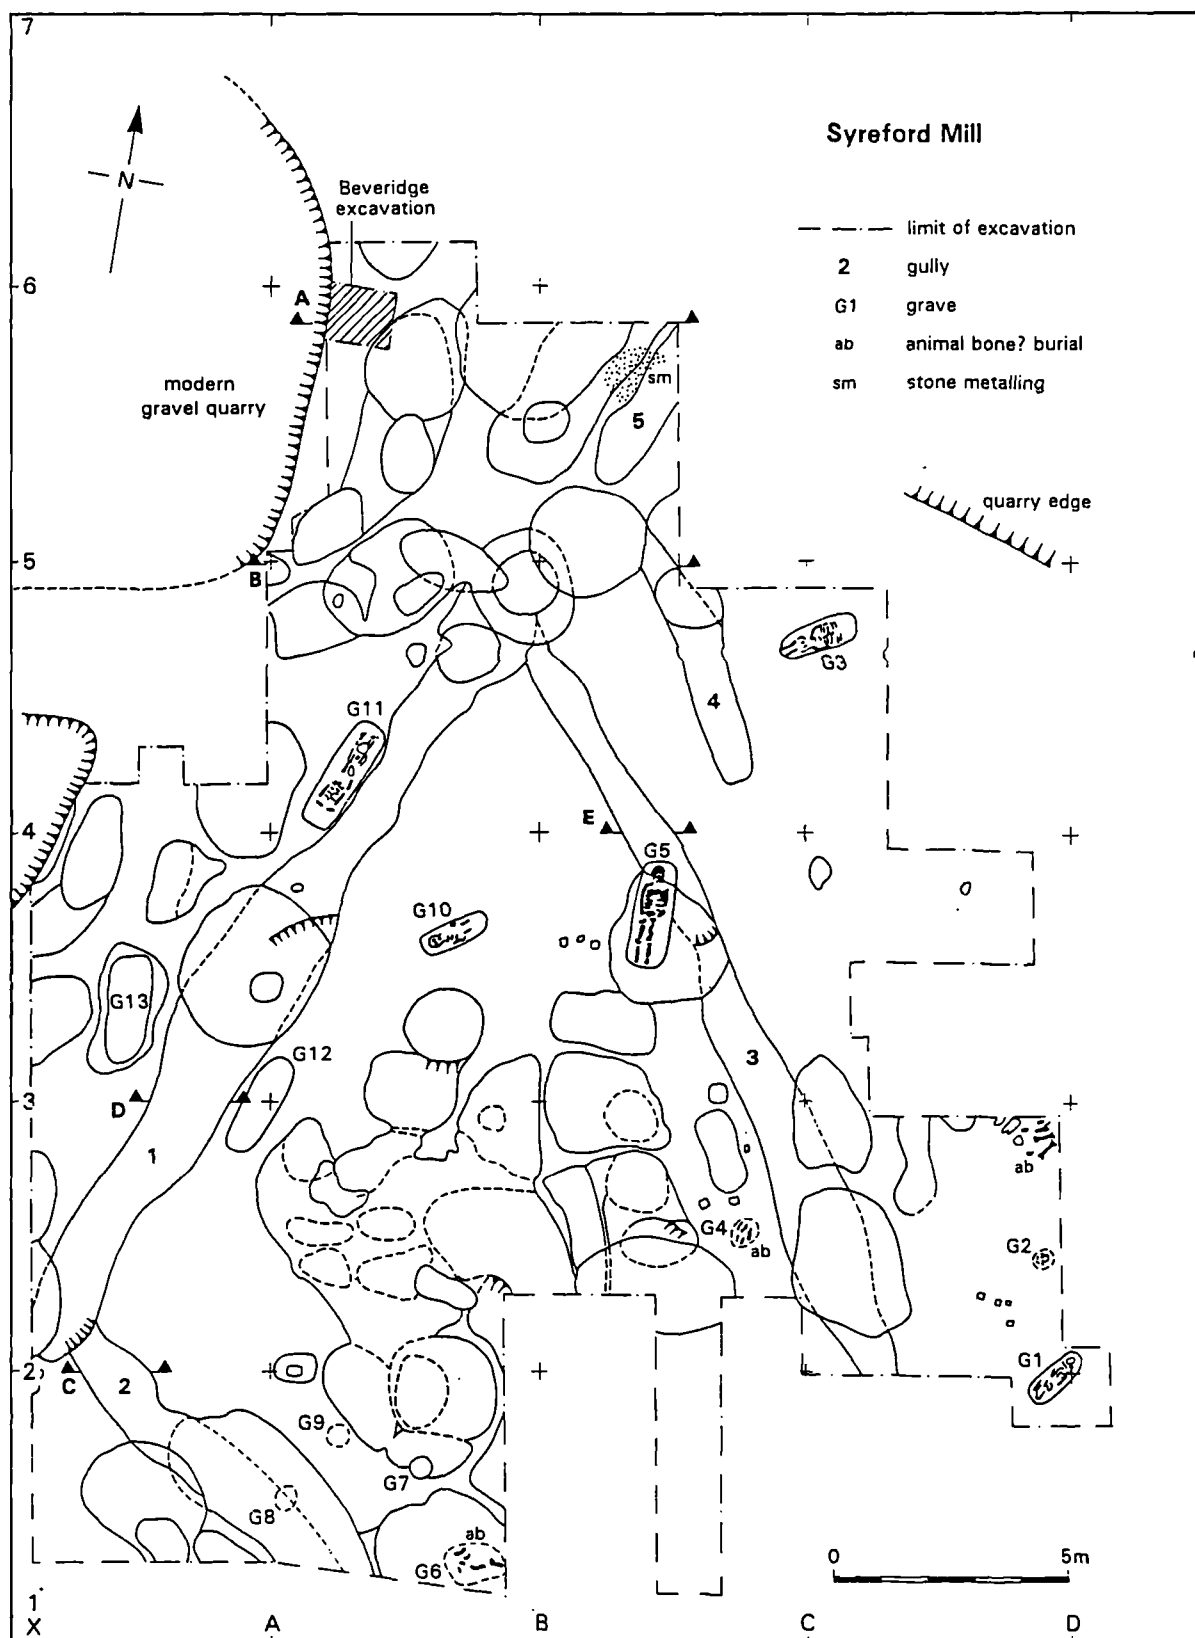 7
Syreford Mill
N
Beveridge
excavation
limit of excavation
2 gully
G1 grave
ab animal bone? burial
sm stone metalling
quarry edge
6
A
modern
gravel quarry
sm
5
5
B
G3
G11
4
4
E
G5
G10
G13
G12
3
3
D
1
ab
G4
ab
G2
G1
2
C
2
G9
G7
G8
ab
G6
0 5m
1
X A B C D